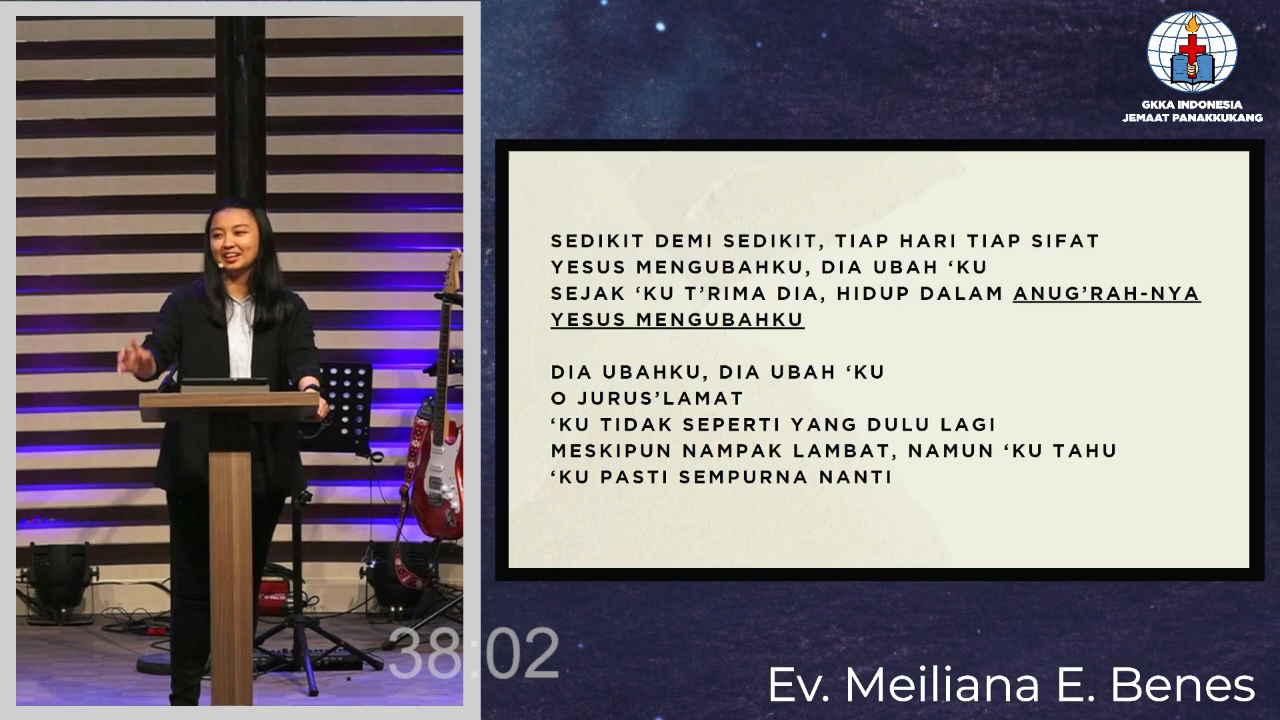 GKKA INDONESIA
JEMAAT PANAKKUKANG
SEDIKIT DEMI SEDIKIT, TIAP HARI TIAP SIFAT
YESUS MENGUBAHKU, DIA UBAH ‘KU
SEJAK ‘KU T’RIMA DIA, HIDUP DALAM ANUG’RAH-NYA
YESUS MENGUBAHKU
DIA UBAHKU, DIA UBAH ‘KU
O JURUS’LAMAT
‘KU TIDAK SEPERTI YANG DULU LAGI
MESKIPUN NAMPAK LAMBAT, NAMUN ‘KU TAHU
‘KU PASTI SEMPURNA NANTI
38:02
Ev. Meiliana E. Benes